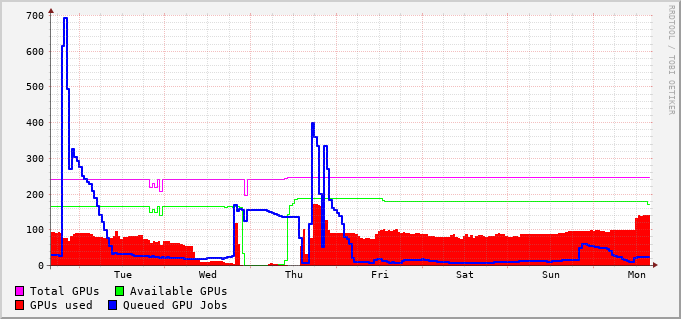 700
600
500
400
300
200
100
0
Tue Wed Thu Fri Sat Sun Mon
Total GPUs Available GPUs
GPUs used Queued GPU Jobs
RRDTOOL / TOBI OETIKER